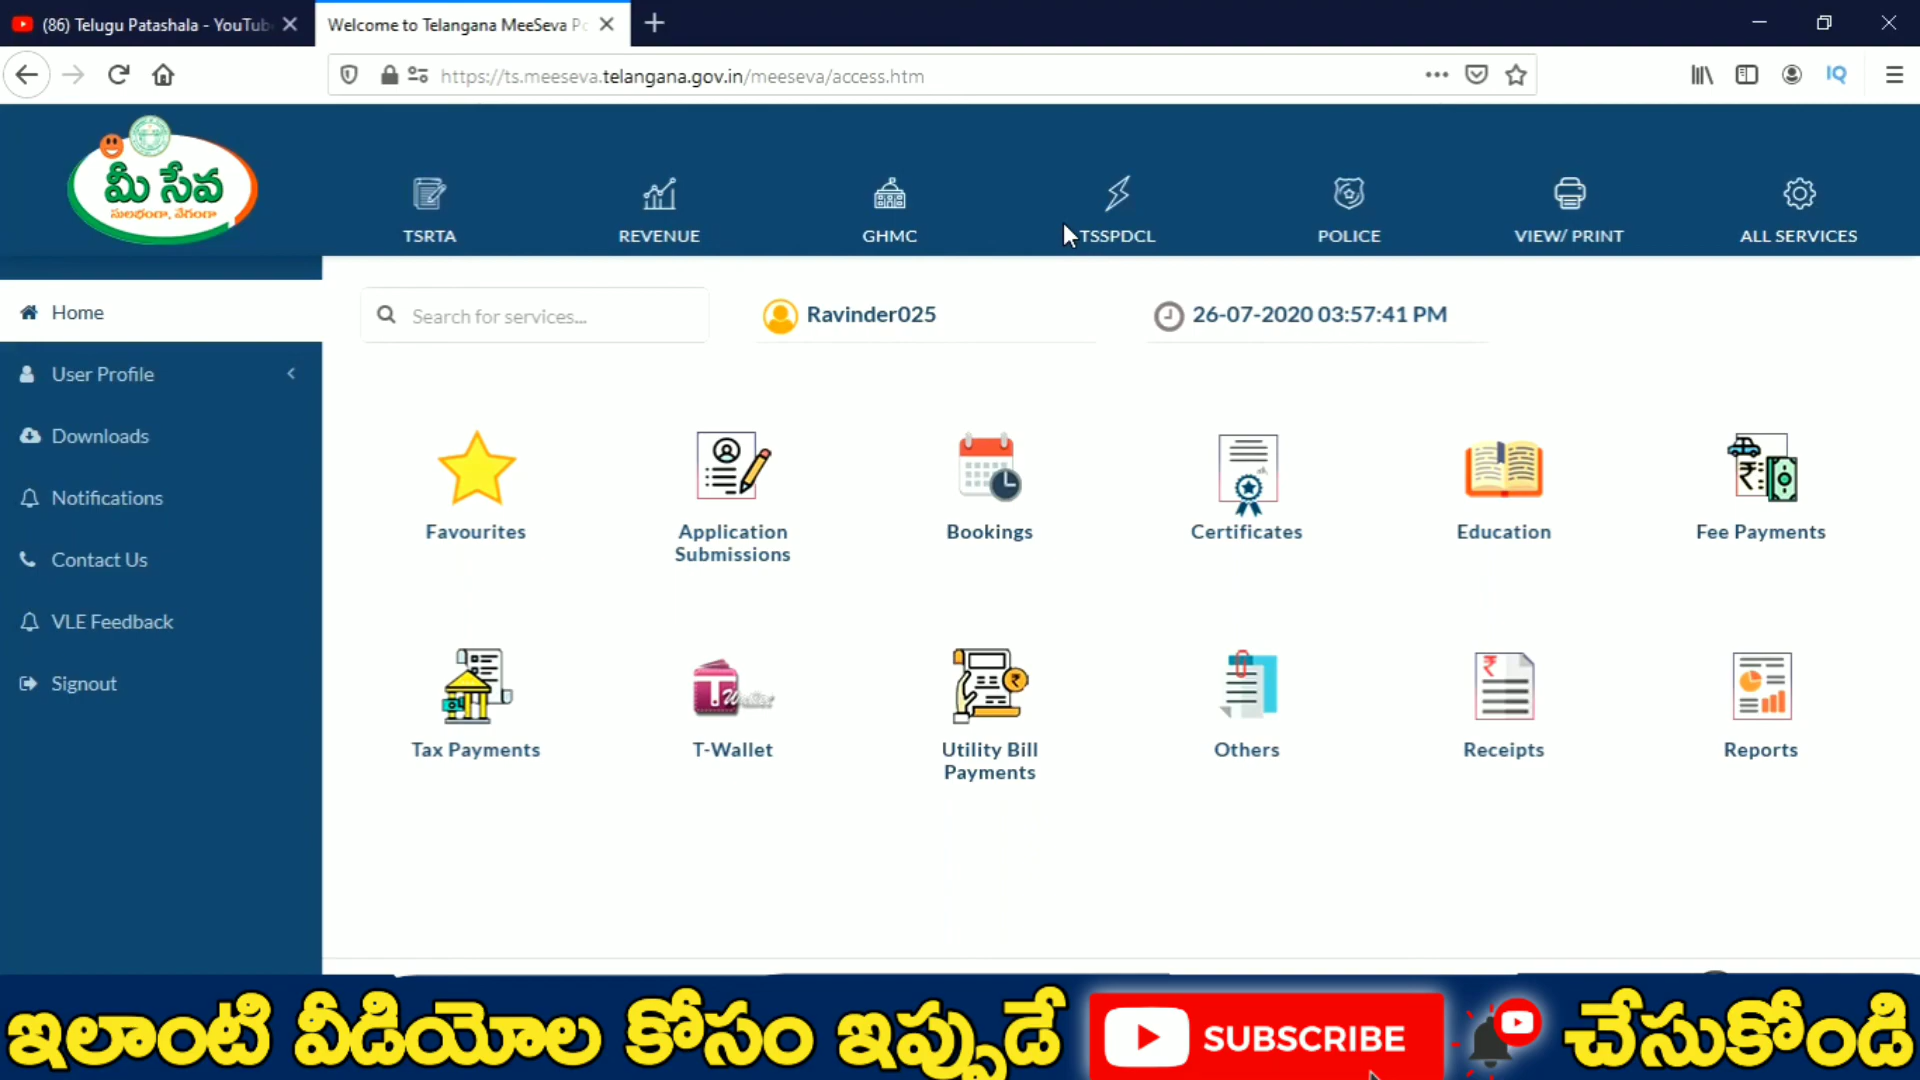 (86) Telugu Patashala - YouTub
Welcome to Telangana MeeSeva Po
https://ts.meeseva.telangana.gov.in/meeseva/access.htm
మీ సేవ
సులభంగా, వేగంగా
TSRTA
REVENUE
GHMC
TSSPDCL
POLICE
VIEW/ PRINT
ALL SERVICES
Home
User Profile
Downloads
Notifications
Contact Us
VLE Feedback
Signout
Search for services...
Ravinder025
26-07-2020 03:57:41 PM
Favourites
Application
Submissions
Bookings
Certificates
Education
Fee Payments
T Wallet
Tax Payments
T-Wallet
Utility Bill
Payments
Others
Receipts
Reports
ఇలాంటి వీడియోల కోసం ఇప్పుడే SUBSCRIBE చేసుకోండి